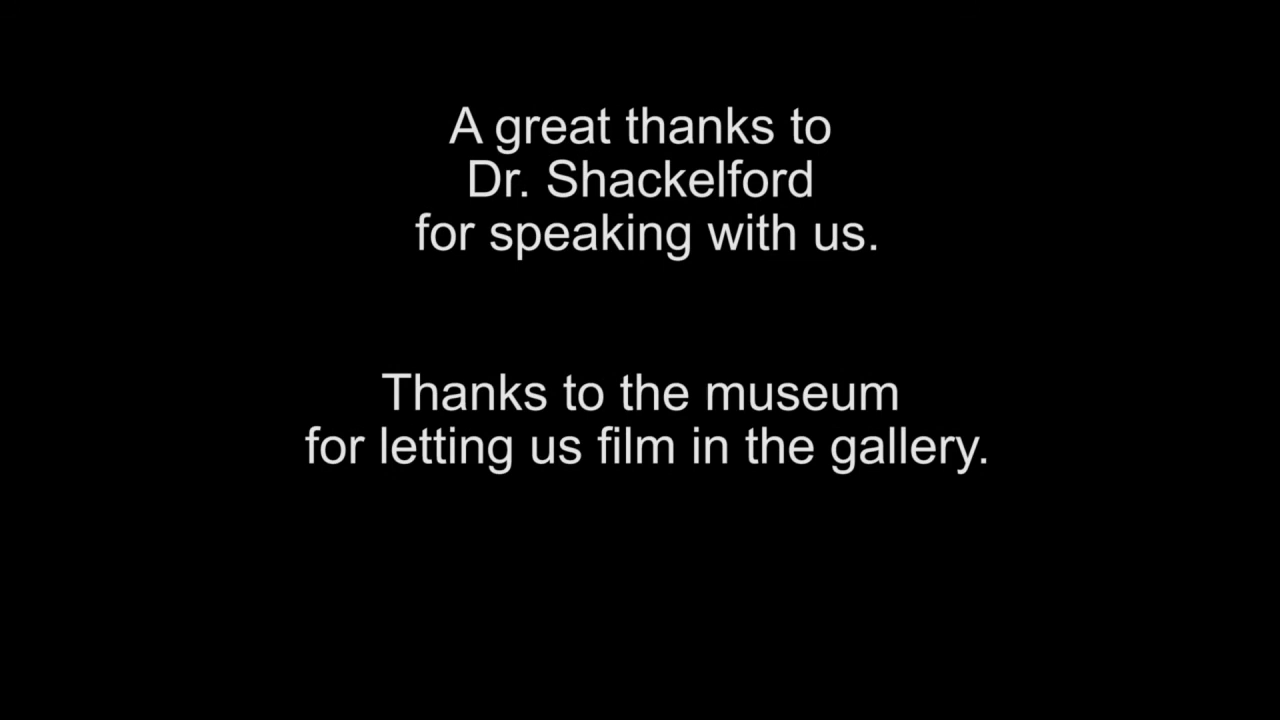 A great thanks to
Dr. Shackelford
for speaking with us.
Thanks to the museum
for letting us film in the gallery.